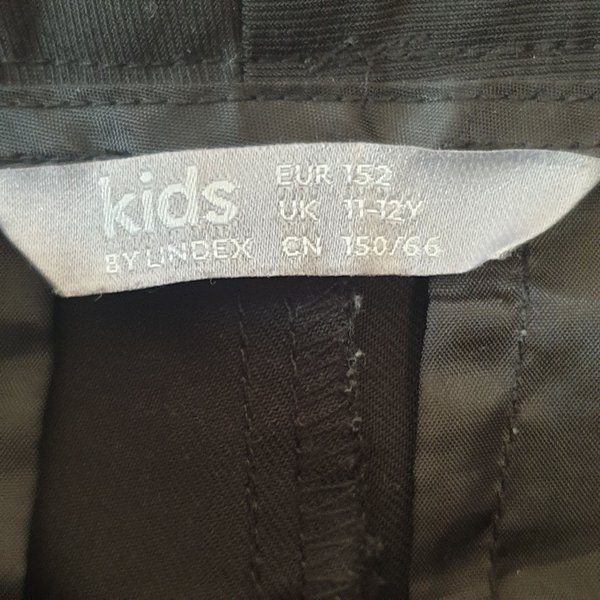 kids
BY LINDEX
EUR 152
UK 11-12Y
CN 150/66